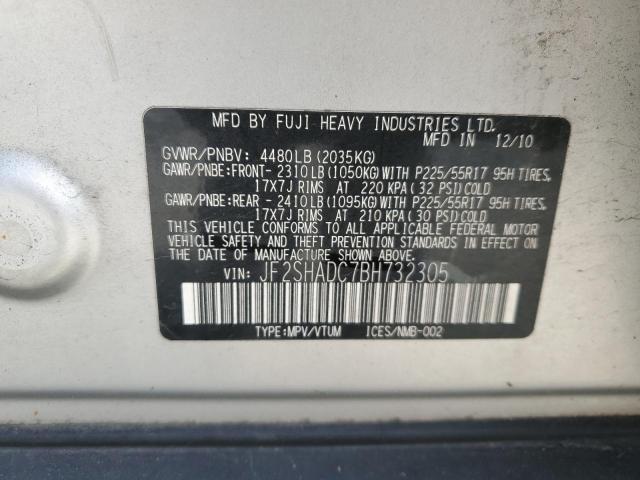 MFD BY FUJI HEAVY INDUSTRIES LTD.
MFD IN 12/10
GVWR/PNBV: 4480LB(2035KG)
GAWR/PNBE:FRONT- 2310LB(1050KG)WITH P225/55R17 95H TIRES,
17X7J RIMS AT 220 KPA(32 PSI)COLD
GAWR/PNBE:REAR -2410LB(1095KG)WITH P225/55R17 95H TIRES,
17X7J RIMS AT 210 KPA(30 PSI)COLD
THIS VEHICLE CONFORMS TO ALL APPLICABLE FEDERAL MOTOR
VEHICLE SAFETY AND THEFT PREVENTION STANDARDS IN EFFECT ON
THE DATE OF MANUFACTURE SHOWN ABOVE.
VIN: JF2SHADC7BH732305
TYPE:MPV/VTUM ICES/NMB-002